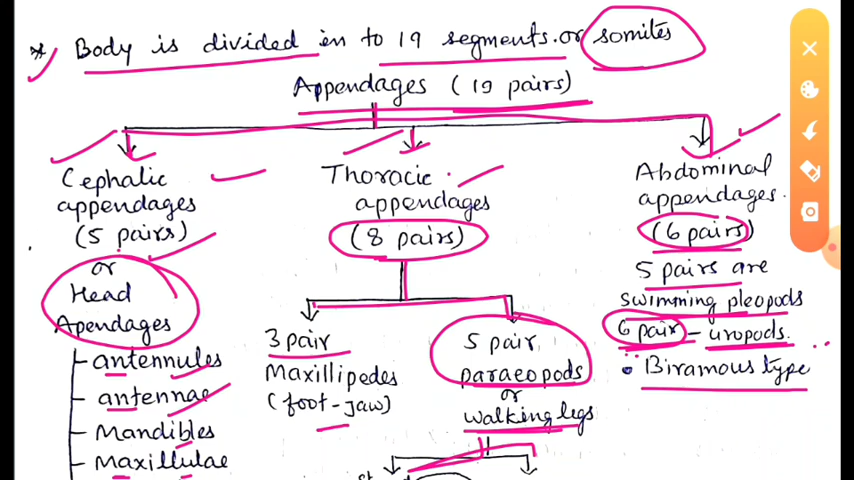 * Body is divided in to 19 segments. or somites
Appendages (19 pairs)
Cephalic
appendages
(5 pairs)
or
Head
Apendages
antennules
antennae
Mandibles
Maxillulae
Thoracic
appendages
(8 pairs)
3 pair
Maxillipedes
(foot-jaw)
5 pair
paraeopods
or
walking legs
st
Abdominal
appendages.
(6 pairs)
5 pairs are
swimming pleopods
6 pair - uropods.
• Biramous type